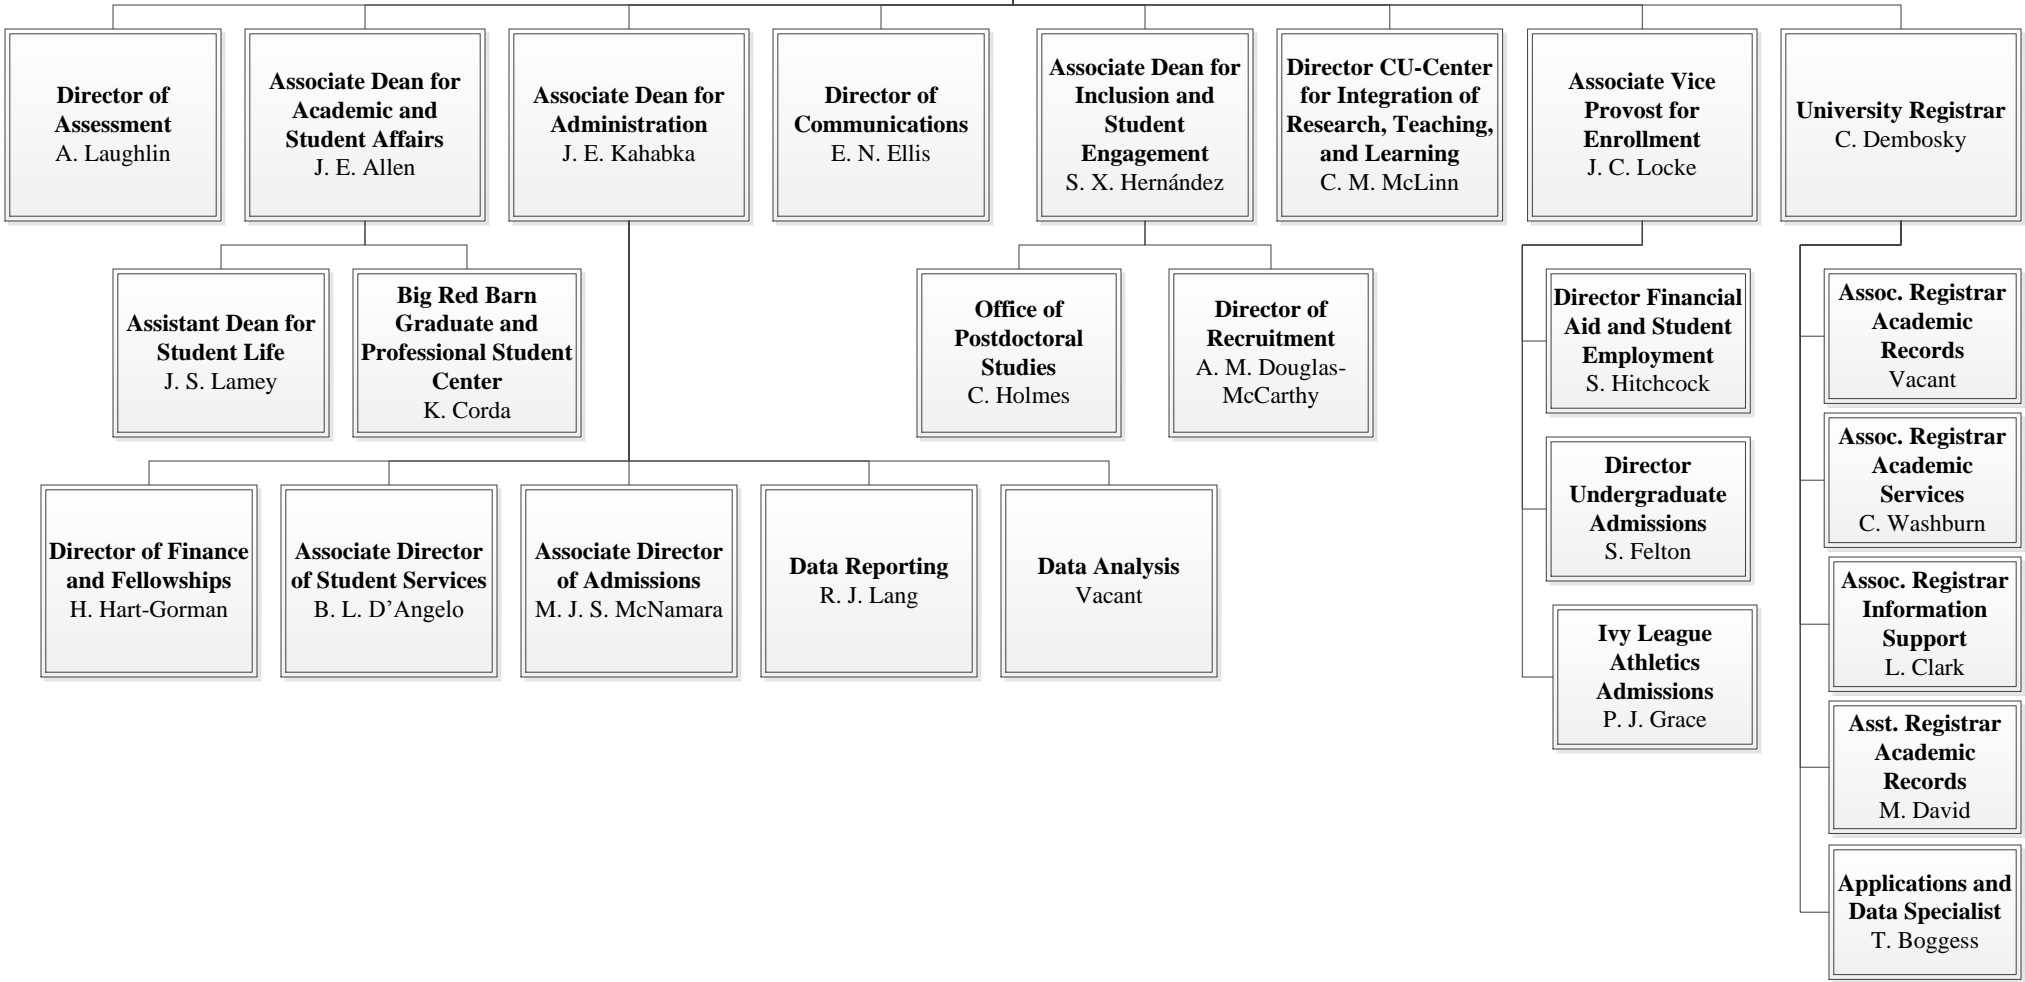 Director of
Assessment
A. Laughlin
Associate Dean for
Academic and
Student Affairs
J. E. Allen
Associate Dean for
Administration
J. E. Kahabka
Director of
Communications
E. N. Ellis
Associate Dean for
Inclusion and
Student
Engagement
S. X. Hernández
Director CU-Center
for Integration of
Research, Teaching,
and Learning
C. M. McLinn
Associate Vice
Provost for
Enrollment
J. C. Locke
University Registrar
C. Dembosky
Assistant Dean for
Student Life
J. S. Lamey
Big Red Barn
Graduate and
Professional Student
Center
K. Corda
Office of
Postdoctoral
Studies
C. Holmes
Director of
Recruitment
A. M. Douglas-
McCarthy
Director Financial
Aid and Student
Employment
S. Hitchcock
Director
Undergraduate
Admissions
S. Felton
Ivy League
Athletics
Admissions
P. J. Grace
Assoc. Registrar
Academic
Records
Vacant
Assoc. Registrar
Academic
Services
C. Washburn
Assoc. Registrar
Information
Support
L. Clark
Asst. Registrar
Academic
Records
M. David
Applications and
Data Specialist
T. Boggess
Director of Finance
and Fellowships
H. Hart-Gorman
Associate Director
of Student Services
B. L. D’Angelo
Associate Director
of Admissions
M. J. S. McNamara
Data Reporting
R. J. Lang
Data Analysis
Vacant